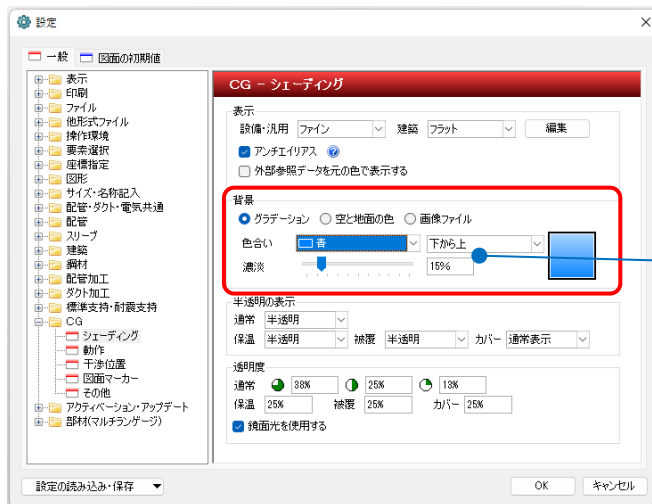 設定
一般 図面の初期値
表示
印刷
ファイル
他形式ファイル
操作環境
要素選択
座標指定
図形
サイズ・名称記入
配管・ダクト・電気共通
配管
スリーブ
建築
鋼材
配管加工
ダクト加工
標準支持・耐震支持
CG
シェーディング
動作
干渉位置
図面マーカー
その他
アクティベーション・アップデート
部材(マルチランゲージ)
CG － シェーディング
表示
設備・汎用 ファイン 建築 フラット 編集
アンチエイリアス
外部参照データを元の色で表示する
背景
グラデーション 空と地面の色 画像ファイル
色合い 青 下から上
濃淡 15%
半透明の表示
通常 半透明
保温 半透明 被覆 半透明 カバー 通常表示
透明度
通常 38% 25% 13%
保温 25% 被覆 25% カバー 25%
鏡面光を使用する
設定の読み込み・保存 OK キャンセル